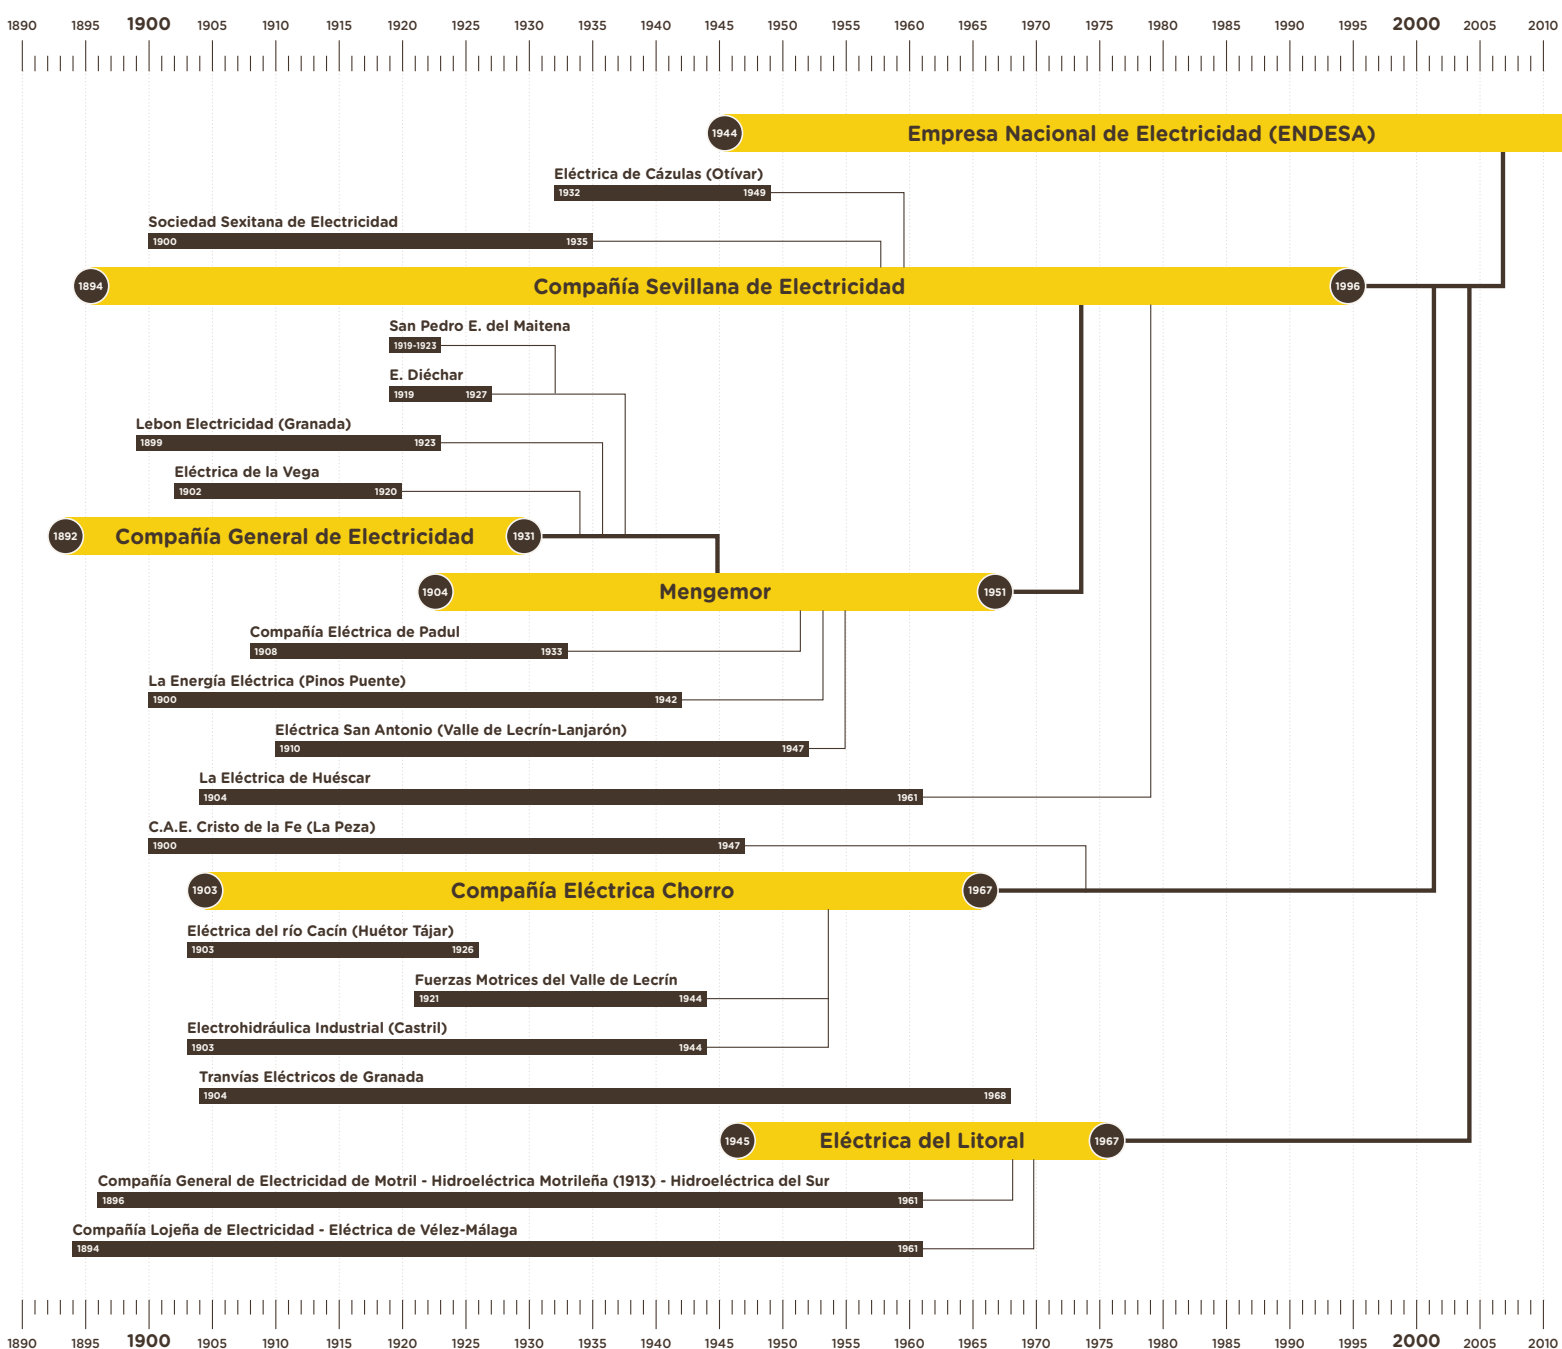 1890 1895 1900 1905 1910 1915 1920 1925 1930 1935 1940 1945 1950 1955 1960 1965 1970 1975 1980 1985 1990 1995 2000 2005 2010
1944 Empresa Nacional de Electricidad (ENDESA)
Eléctrica de Cázulas (Otívar)
1932 1949
Sociedad Sexitana de Electricidad
1900 1935
1894 Compañía Sevillana de Electricidad 1996
San Pedro E. del Maitena
1919-1923
E. Diéchar
1919 1927
Lebon Electricidad (Granada)
1899 1923
Eléctrica de la Vega
1902 1920
1892 Compañía General de Electricidad 1931
1904 Mengemor 1951
Compañía Eléctrica de Padul
1908 1933
La Energía Eléctrica (Pinos Puente)
1900 1942
Eléctrica San Antonio (Valle de Lecrín-Lanjarón)
1910 1947
La Eléctrica de Huéscar
1904 1961
C.A.E. Cristo de la Fe (La Peza)
1900 1947
1903 Compañía Eléctrica Chorro 1967
Eléctrica del río Cacín (Huétor Tájar)
1903 1926
Fuerzas Motrices del Valle de Lecrín
1921 1944
Electrohidráulica Industrial (Castril)
1903 1944
Tranvías Eléctricos de Granada
1904 1968
1945 Eléctrica del Litoral 1967
Compañía General de Electricidad de Motril - Hidroeléctrica Motrileña (1913) - Hidroeléctrica del Sur
1896 1961
Compañía Lojeña de Electricidad - Eléctrica de Vélez-Málaga
1894 1961
1890 1895 1900 1905 1910 1915 1920 1925 1930 1935 1940 1945 1950 1955 1960 1965 1970 1975 1980 1985 1990 1995 2000 2005 2010